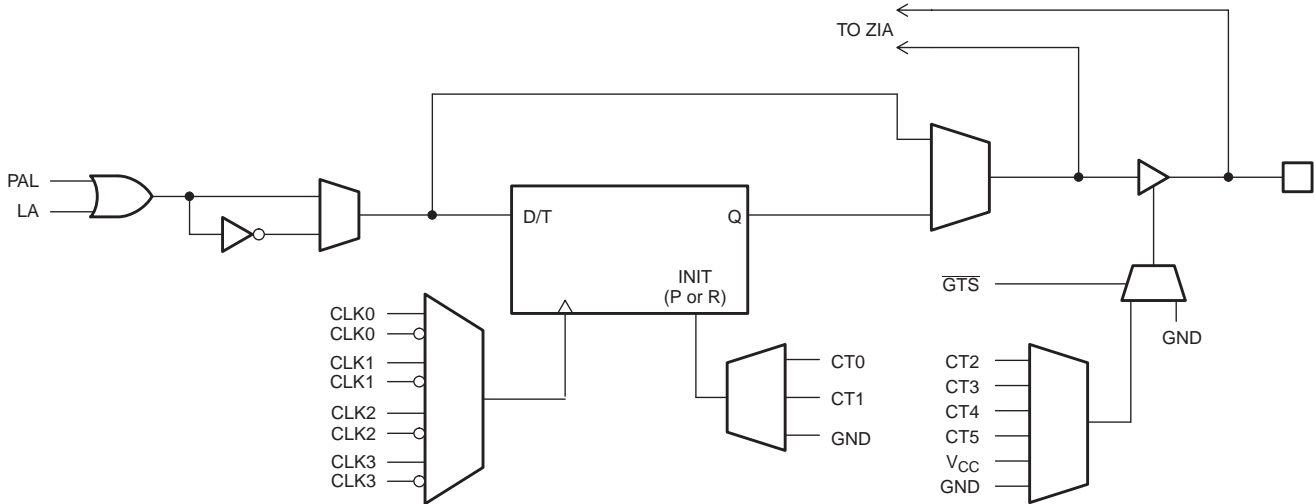 TO ZIA
PAL
LA
D/T
Q
INIT
(P or R)
GTS
GND
CLK0
CLK0
CLK1
CLK1
CLK2
CLK2
CLK3
CLK3
CT0
CT1
GND
CT2
CT3
CT4
CT5
VCC
GND